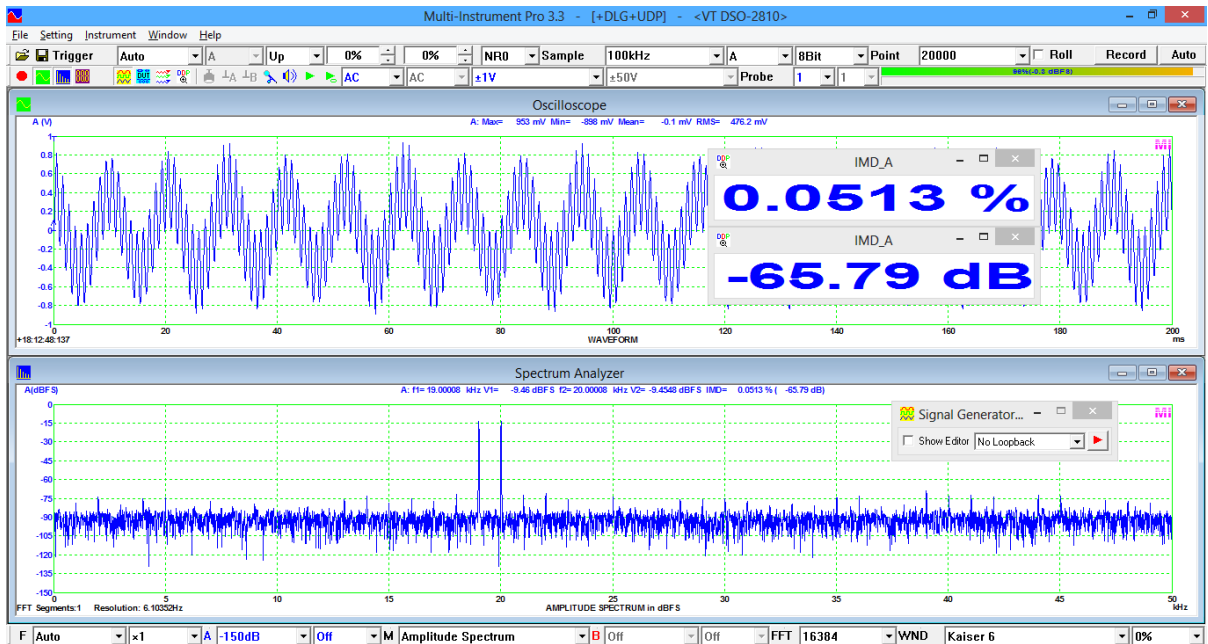 Multi-Instrument Pro 3.3 - [+DLG+UDP] - <VT DSO-2810>
File Setting Instrument Window Help
Trigger Auto A Up 0% 0% NR0 Sample 100kHz A 8Bit Point 20000 Roll Record Auto
AC AC ±1V ±50V Probe 1 1 96%(-0.2 dBFS)
Oscilloscope
A (V) A: Max= 953 mV Min= -898 mV Mean= -0.1 mV RMS= 476.2 mV
1
0.8
0.6
0.4
0.2
0
-0.2
-0.4
-0.6
-0.8
-1
IMD_A
0.0513 %
IMD_A
-65.79 dB
0 20 40 60 80 100 120 140 160 180 200
+18:12:48:137 WAVEFORM ms
Spectrum Analyzer
A(dBFS) A: f1= 19.00008 kHz V1= -9.46 dBFS f2= 20.00008 kHz V2= -9.4548 dBFS IMD= 0.0513 % ( -65.79 dB)
0
-15
-30
-45
-60
-75
-90
-105
-120
-135
-150
Signal Generator...
Show Editor No Loopback
0 5 10 15 20 25 30 35 40 45 50
FFT Segments:1 Resolution: 6.10352Hz AMPLITUDE SPECTRUM in dBFS kHz
F Auto ×1 A -150dB Off M Amplitude Spectrum B Off Off FFT 16384 WND Kaiser 6 0%